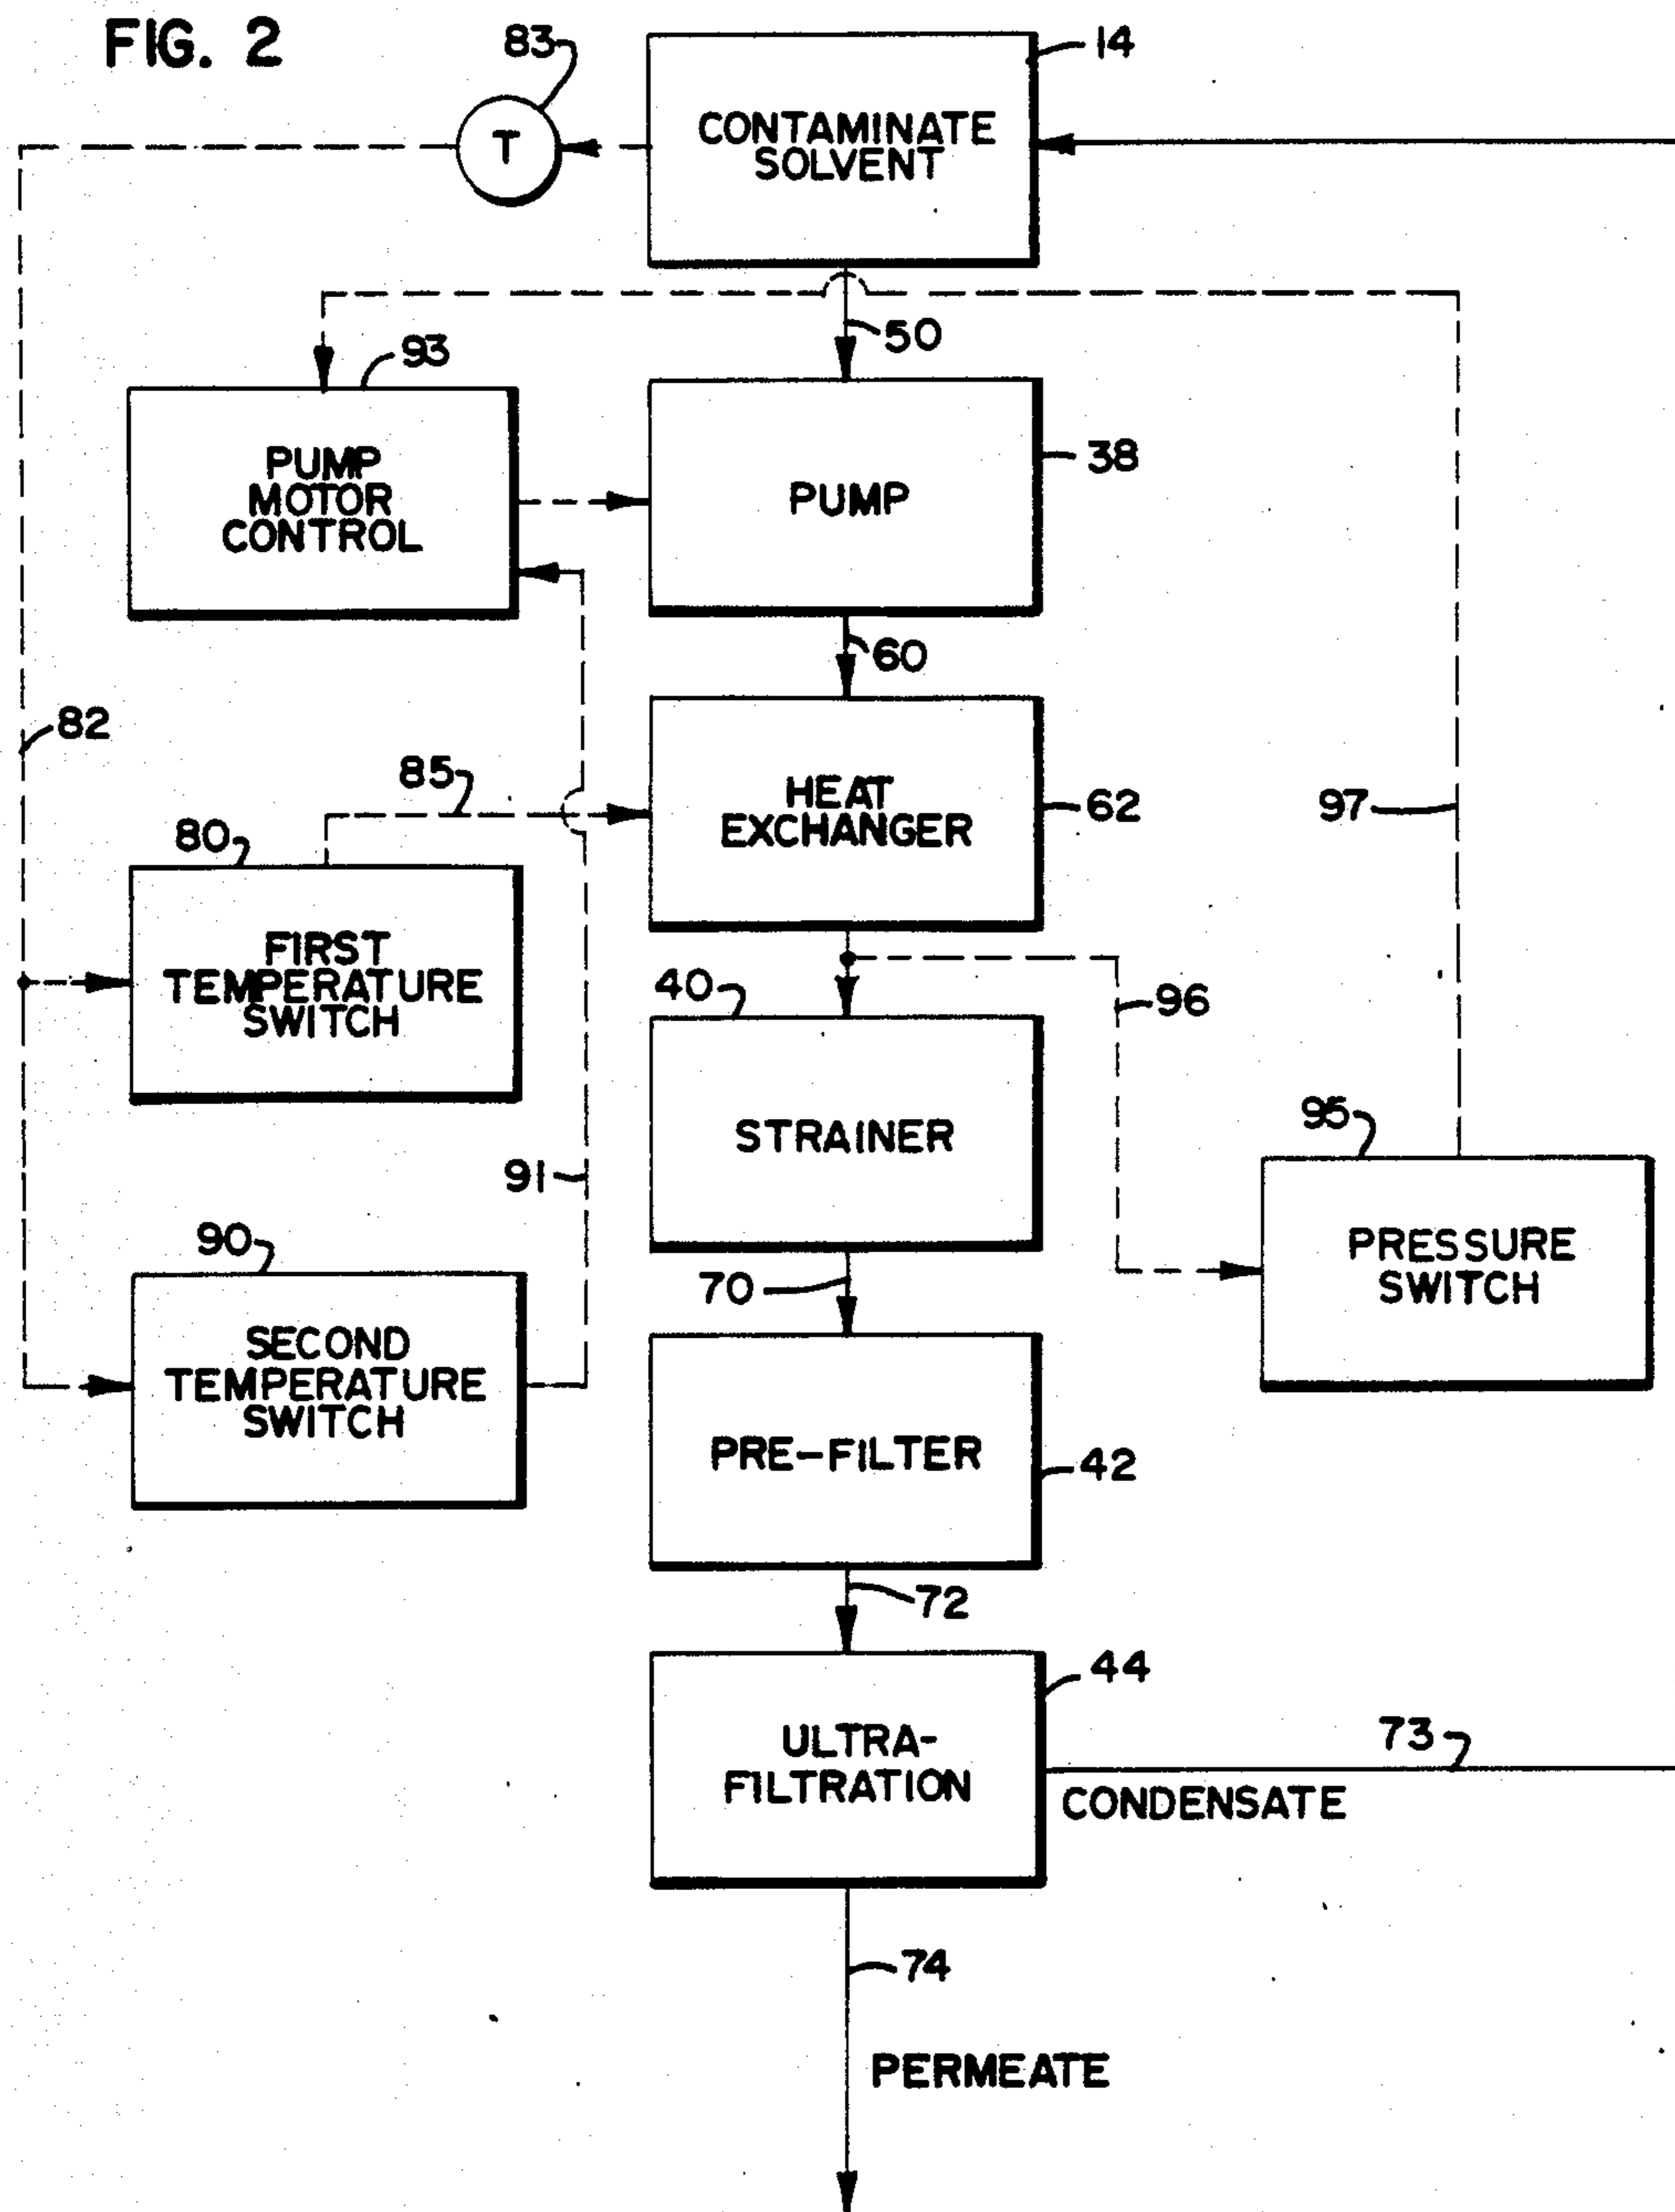 FIG. 2
83
14
T
CONTAMINATE
SOLVENT
50
93
PUMP
MOTOR
CONTROL
38
PUMP
60
82
85
HEAT
EXCHANGER
62
97
80
FIRST
TEMPERATURE
SWITCH
40
96
STRAINER
95
91
90
PRESSURE
SWITCH
70
SECOND
TEMPERATURE
SWITCH
PRE-FILTER
42
72
44
ULTRA-
FILTRATION
73
CONDENSATE
74
PERMEATE